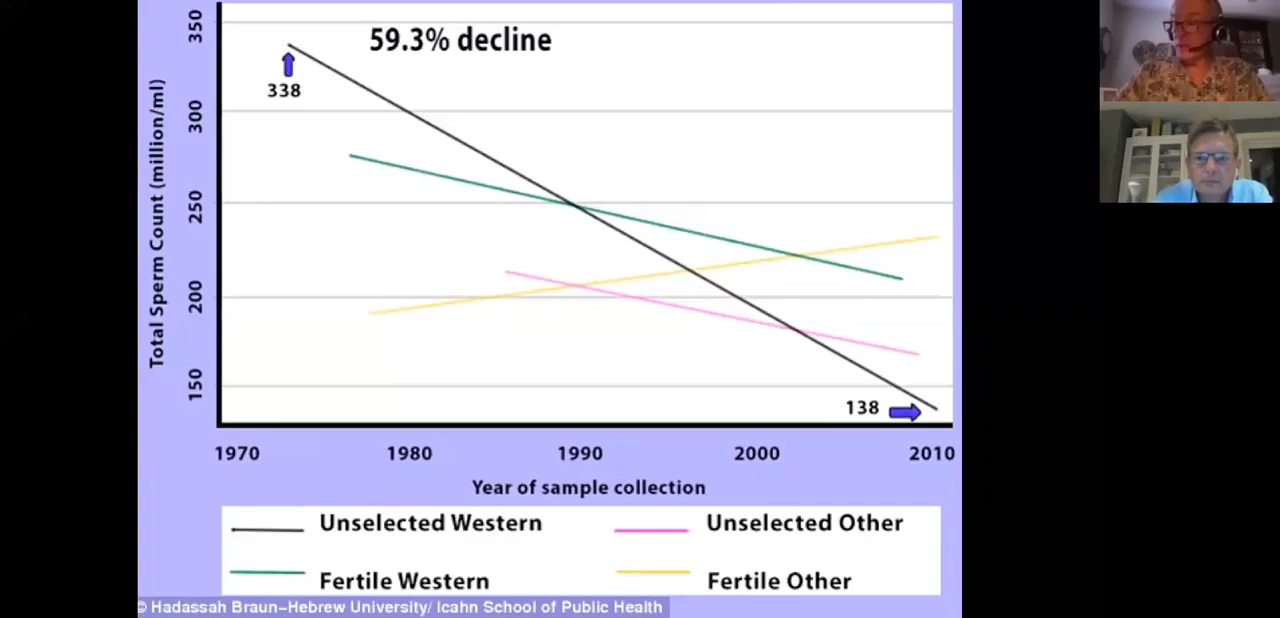 59.3% decline
338
138
350
300
250
200
150
Total Sperm Count (million/ml)
1970 1980 1990 2000 2010
Year of sample collection
Unselected Western
Unselected Other
Fertile Western
Fertile Other
© Hadassah Braun–Hebrew University/ Icahn School of Public Health